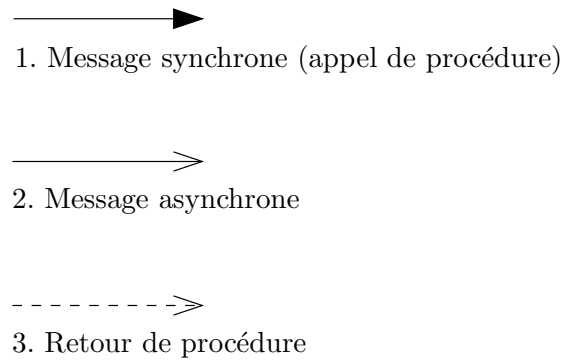 1. Message synchrone (appel de procédure)
2. Message asynchrone
3. Retour de procédure